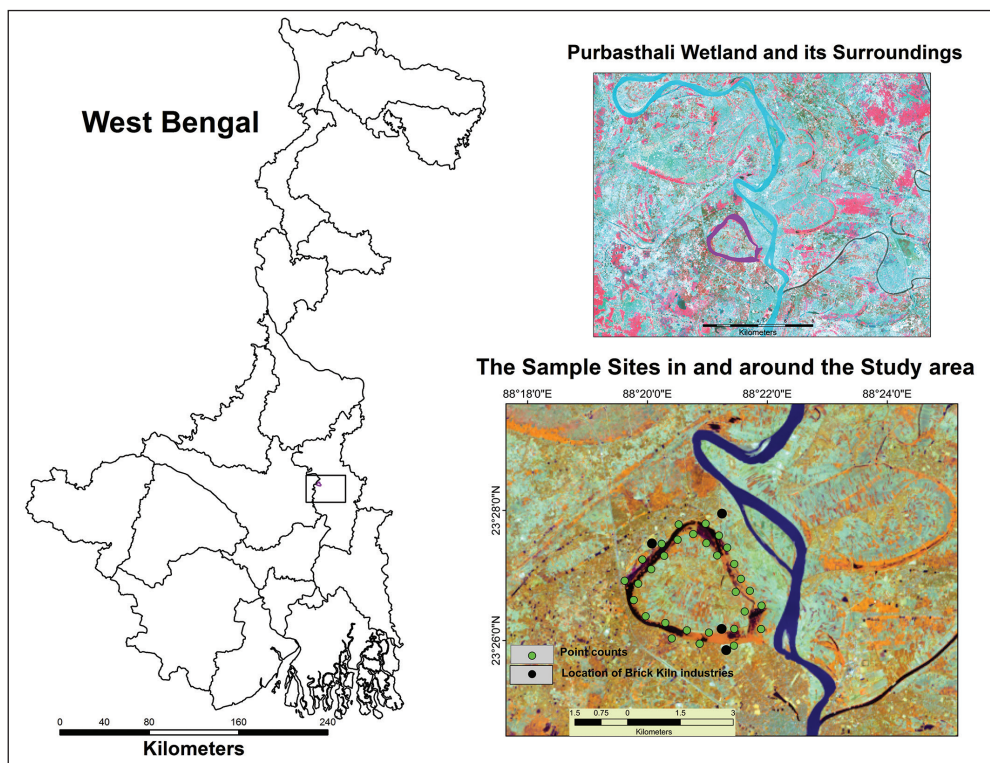 West Bengal
0 40 80 160 240
Kilometers
Purbasthali Wetland and its Surroundings
Kilometers
The Sample Sites in and around the Study area
88°18'0"E 88°20'0"E 88°22'0"E 88°24'0"E
23°28'0"N
23°26'0"N
Point counts
Location of Brick Kiln industries
1.5 0.75 0 1.5 3
Kilometers